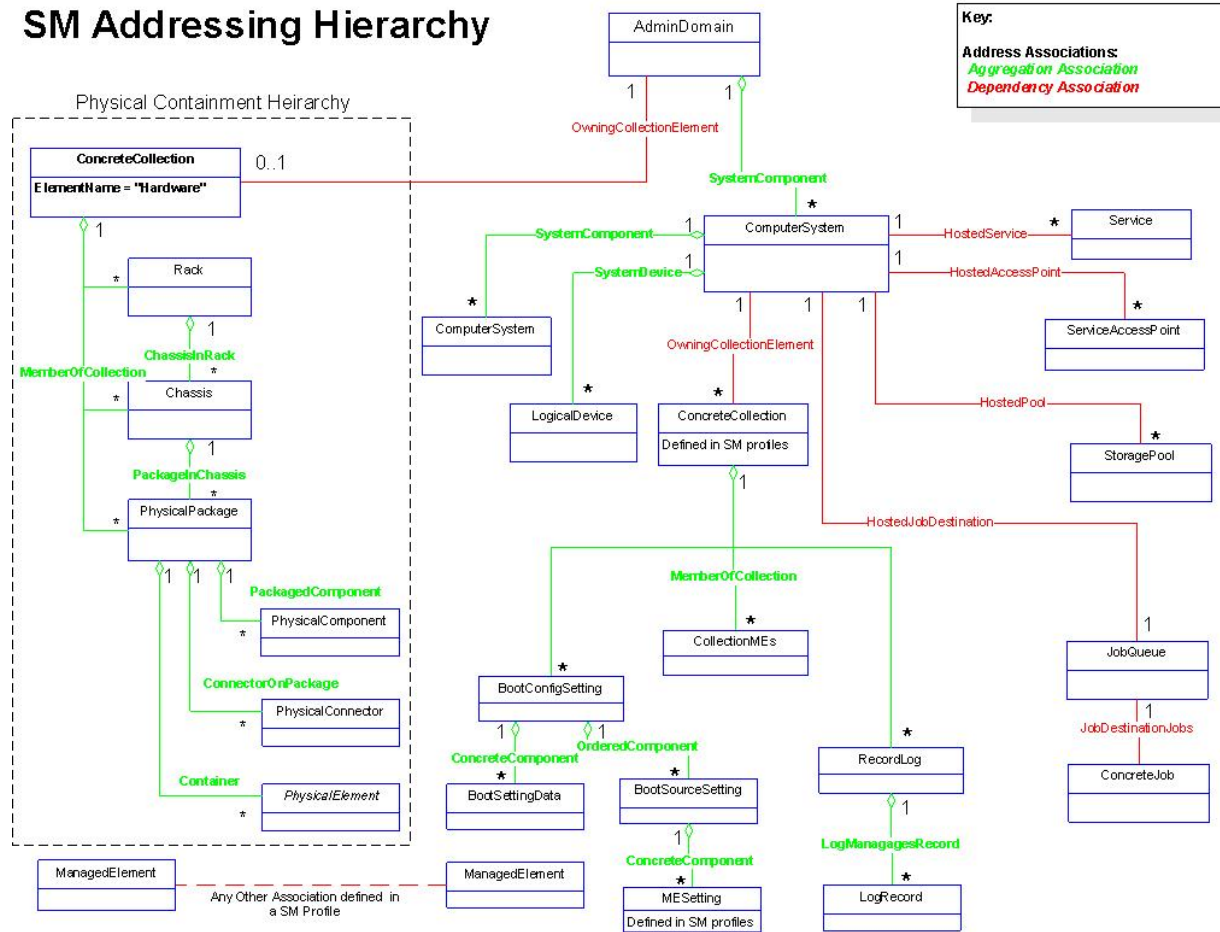 SM Addressing Hierarchy
Key:
Address Associations:
Aggregation Association
Dependency Association
AdminDomain
1
1
OwningCollectionElement
SystemComponent
*
Physical Containment Heirarchy
ConcreteCollection
ElementName = "Hardware"
0..1
1
Rack
*
1
ChassisInRack
*
MemberOfCollection
Chassis
*
1
PackageInChassis
*
PhysicalPackage
*
1
1
1
PackagedComponent
PhysicalComponent
*
ConnectorOnPackage
PhysicalConnector
*
Container
PhysicalElement
*
ComputerSystem
SystemComponent
1
SystemDevice
1
1
HostedService
*
Service
1
HostedAccessPoint
*
ServiceAccessPoint
1
1
1
*
ComputerSystem
OwningCollectionElement
*
LogicalDevice
*
ConcreteCollection
Defined in SM profiles
1
HostedPool
*
StoragePool
HostedJobDestination
1
JobQueue
1
JobDestinationJobs
ConcreteJob
MemberOfCollection
*
CollectionMEs
*
BootConfigSetting
1
1
ConcreteComponent
OrderedComponent
*
BootSettingData
*
BootSourceSetting
1
ConcreteComponent
*
MESetting
Defined in SM profiles
*
RecordLog
1
LogManagagesRecord
*
LogRecord
ManagedElement
Any Other Association defined in
a SM Profile
ManagedElement